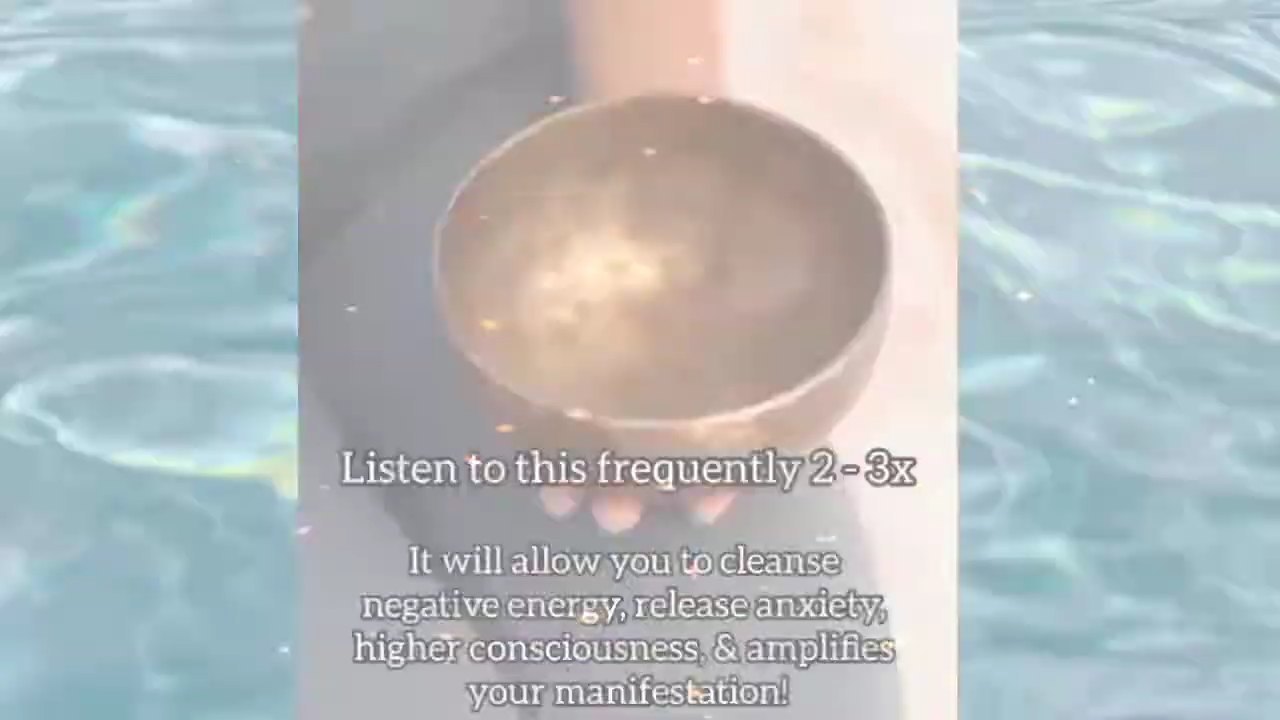 Listen to this frequently 2 - 3x
It will allow you to cleanse
negative energy, release anxiety,
higher consciousness, & amplifies
your manifestation!